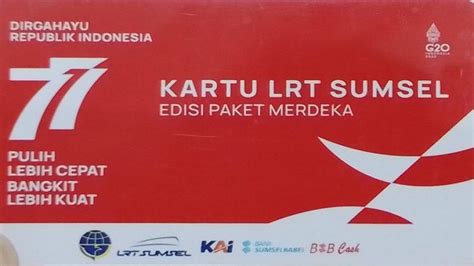 DIRGAHAYU
REPUBLIK INDONESIA
77
PULIH
LEBIH CEPAT
BANGKIT
LEBIH KUAT
G20
KARTU LRT SUMSEL
EDISI PAKET MERDEKA
LRT SUMSEL
KAI
BANK
SUMSELBABEL
BSB Cash